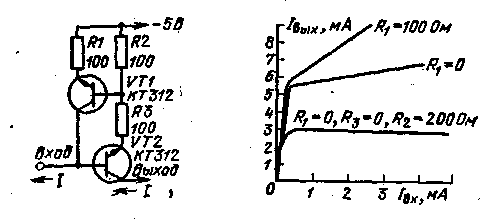 -5В
R1
100
R2
100
VT1
КТ312
R3
100
VT2
КТ312
Вход
Выход
I
I
,
Iвых, мА
8
7
6
5
4
3
2
1
R1=100 Ом
R1=0
R1=0, R3=0, R2=200 Ом
1
2
3
Iвх, мА